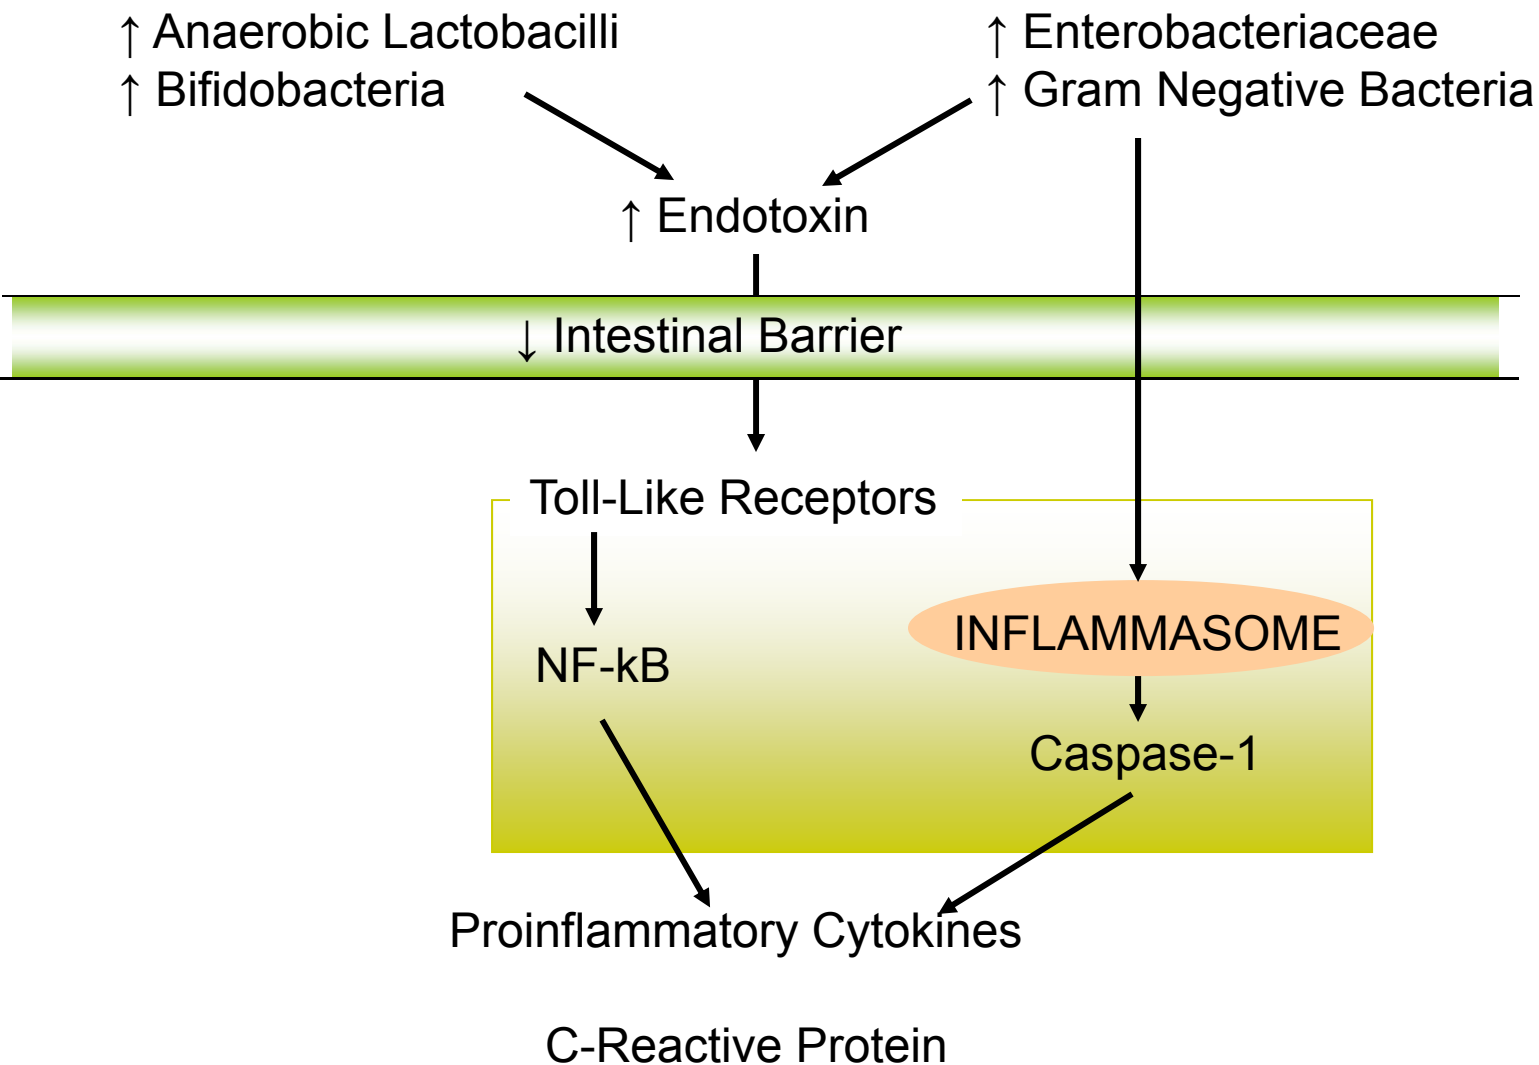 ↑ Anaerobic Lactobacilli
↑ Bifidobacteria
↑ Enterobacteriaceae
↑ Gram Negative Bacteria
↑ Endotoxin
↓ Intestinal Barrier
Toll-Like Receptors
NF-kB
INFLAMMASOME
Caspase-1
Proinflammatory Cytokines
C-Reactive Protein